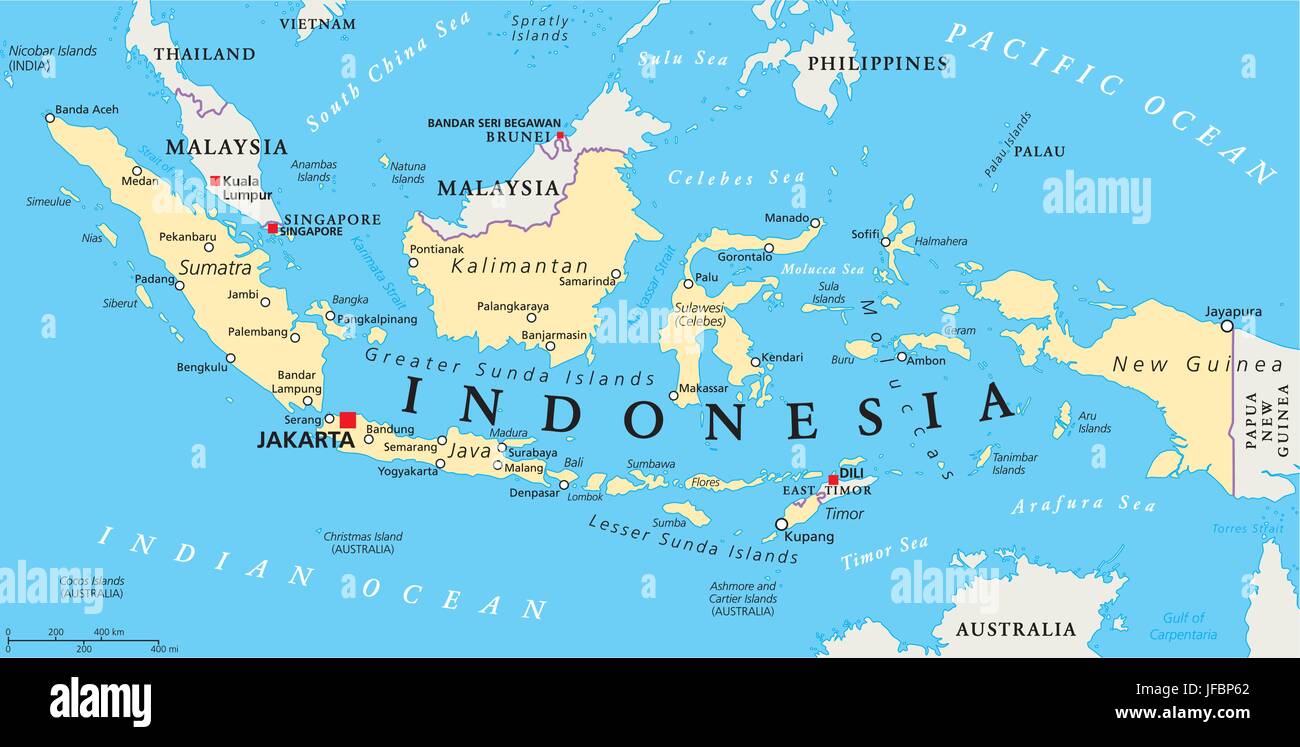 VIETNAM
Spratly
Islands
PACIFIC OCEAN
Nicobar Islands
(INDIA)
THAILAND
South China Sea
Sulu Sea
PHILIPPINES
Banda Aceh
BANDAR SERI BEGAWAN
BRUNEI
MALAYSIA
Strait of
Anambas
Islands
Natuna
Islands
Palau Islands
PALAU
Medan
Kuala
Lumpur
MALAYSIA
Celebes Sea
Simeulue
SINGAPORE
SINGAPORE
Manado
Nias
Pekanbaru
Sofifi
Halmahera
Karimata Strait
Pontianak
Kalimantan
Gorontalo
Sumatra
Padang
Samarinda
kassar Strait
Palu
Molucca Sea
Siberut
Jambi
Bangka
Palangkaraya
Sulawesi
(Celebes)
Sula
Islands
Moluccas
Pangkalpinang
Jayapura
Palembang
Banjarmasin
Ceram
Bengkulu
Greater Sunda Islands
Kendari
Buru
Ambon
New Guinea
Bandar
Lampung
Makassar
INDONESIA
Serang
JAKARTA
Bandung
Aru
Islands
PAPUA
NEW
GUINEA
Semarang
Java
Madura
Surabaya
Yogyakarta
Malang
Bali
Sumbawa
Tanimbar
Islands
Denpasar
Lombok
Flores
DILI
EAST TIMOR
Sumba
Timor
Arafura Sea
Lesser Sunda Islands
Kupang
Torres Strait
INDIAN OCEAN
Christmas Island
(AUSTRALIA)
Timor Sea
Cocos Islands
(AUSTRALIA)
Ashmore and
Cartier Islands
(AUSTRALIA)
AUSTRALIA
Gulf of
Carpentaria
0 200 400 km
0 200 400 mi
alamy
alamy
a
a
a
a
a
a
a
alamy stock photo
JFBP62
www.alamy.com